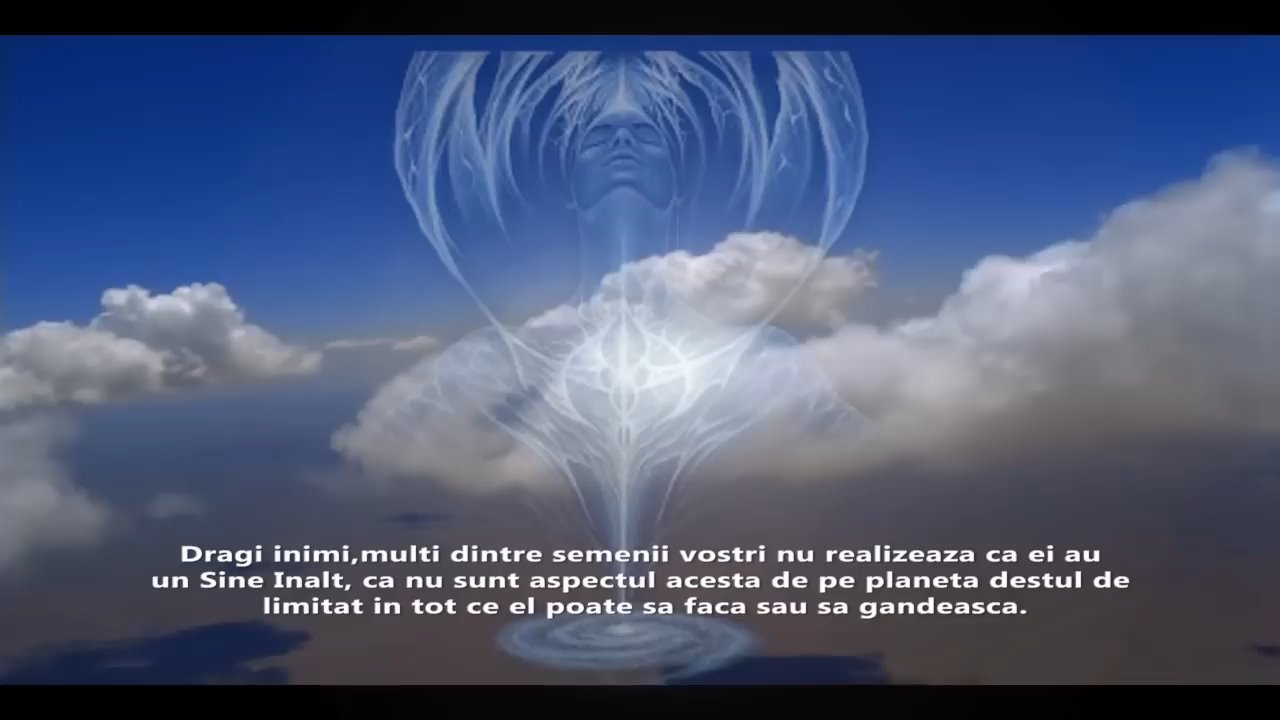 Dragi inimi,multi dintre semenii vostri nu realizeaza ca ei au
un Sine Inalt, ca nu sunt aspectul acesta de pe planeta destul de
limitat in tot ce el poate sa faca sau sa gandeasca.